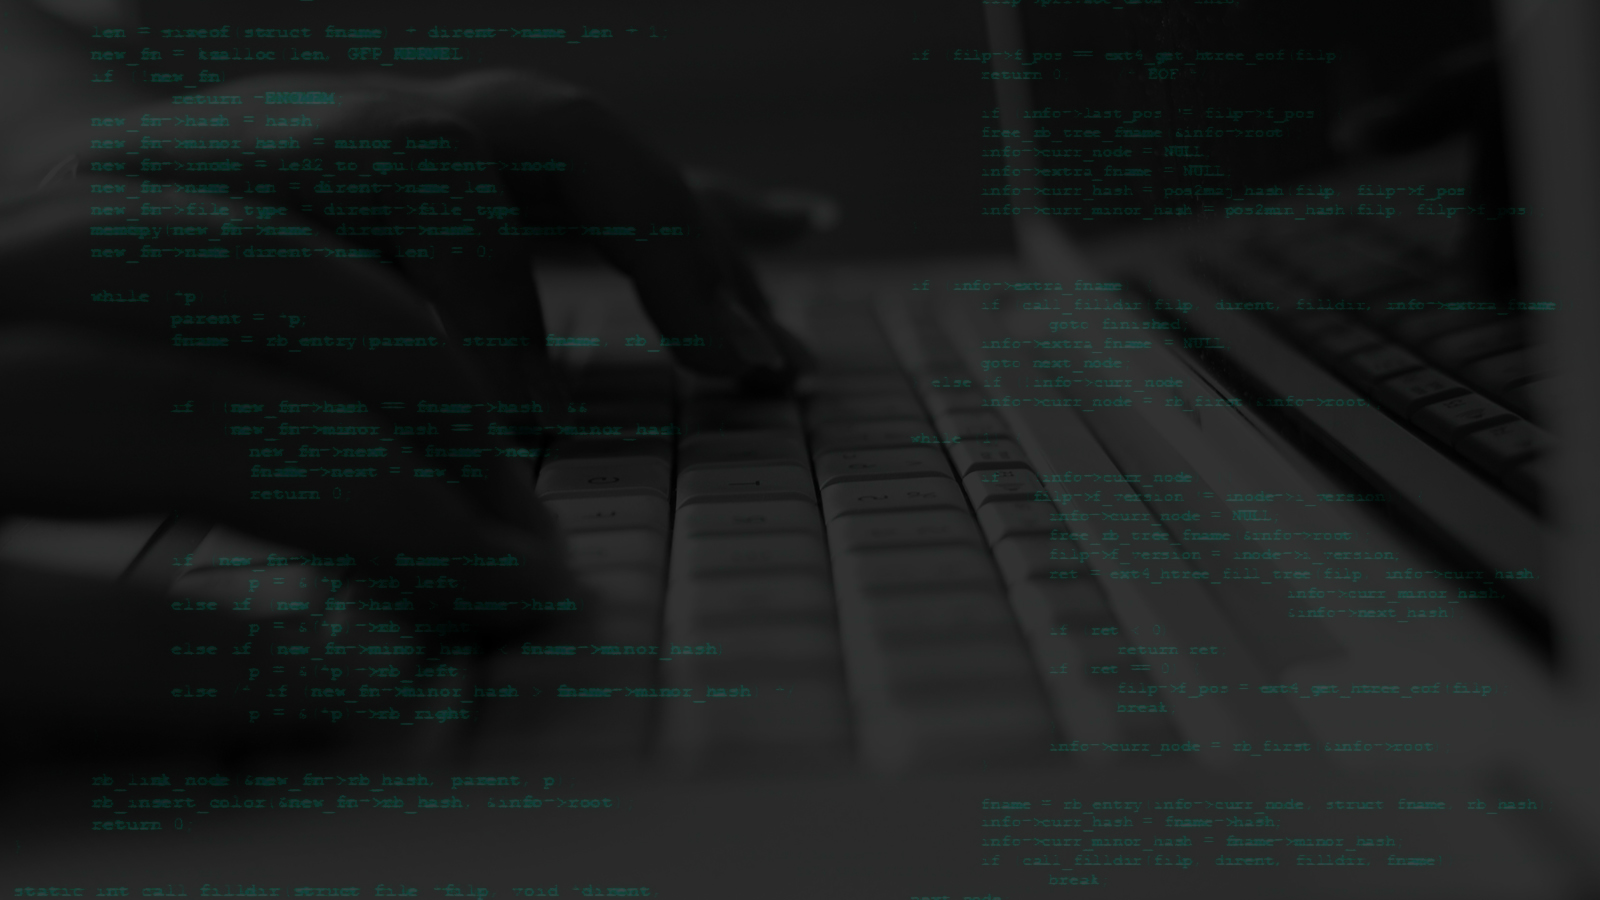 len = sizeof(struct fname) + dirent->name_len + 1;
new_fn = kzalloc(len, GFP_KERNEL)
if (!new_fn)
return -ENOMEM;
new_fn->hash = hash
new_fn->minor_hash = minor_hash;
new_fn->inode = le32_to_cpu(dirent->inode
new_fn->name_len = dirent->name_len
new_fn->file_type = dirent->file_type
memcpy(new_fn->name, dirent->name, dirent->name_len)
new_fn->name[dirent->name_len] = 0;
while (*p)
parent = *p;
fname = rb_entry(parent, struct fname, rb_hash);
if ((new_fn->hash == fname->hash) &&
new_fn->minor_hash == fname->minor_hash
new_fn->next = fname->next
fname->next = new_fn;
return 0;
if new_fn->hash < fname->hash
p = &(*p)->rb_left
else if (new_fn->hash > fname->hash)
p = &(*p)->rb_right
else if (new_fn->minor_hash < fname->minor_hash)
p = &(*p)->rb_left
else if (new_fn->minor_hash > fname->minor_hash
p = &(*p)->rb_right
rb_link_node(&new_fn->rb_hash, parent, p)
rb_insert_color(&new_fn->rb_hash, &info->root);
return 0;
static int call_filldir(struct file *filp, void *dirent,
if (filp->f_pos == ext4_get_htree_eof(filp
return 0; EOF
if info->last_pos != filp->f_pos
free_rb_tree_fname &info->root
info->curr_node = NULL
info->extra_fname = NULL
info->curr_hash = pos2maj_hash(filp, filp->f_pos
info->curr_minor_hash = pos2min_hash(filp, filp->f_pos
if info->extra_fname
if call_filldir(filp, dirent, filldir, info->extra_fname
goto finished;
info->extra_fname = NULL
goto next_node
else if !info->curr_node
info->curr_node = rb_first &info->root
while
if info->curr_node
filp->f_version != inode->i_version
info->curr_node = NULL
free_rb_tree_fname &info->root
filp->f_version = inode->i_version;
ret = ext4_htree_fill_tree(filp, info->curr_hash
info->curr_minor_hash,
&info->next_hash
if ret < 0
return ret;
if ret == 0
filp->f_pos = ext4_get_htree_eof(filp)
break
info->curr_node = rb_first &info->root
fname = rb_entry info->curr_node, struct fname, rb_hash
info->curr_hash = fname->hash;
info->curr_minor_hash = fname->minor_hash
if call_filldir(filp, dirent, filldir, fname)
break